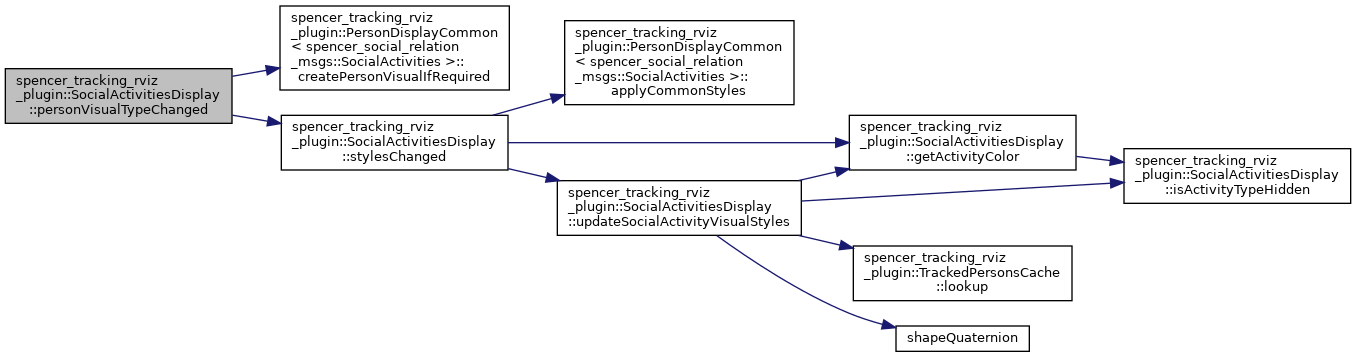 spencer_tracking_rviz
_plugin::SocialActivitiesDisplay
::personVisualTypeChanged
spencer_tracking_rviz
_plugin::PersonDisplayCommon
< spencer_social_relation
_msgs::SocialActivities >::
createPersonVisualIfRequired
spencer_tracking_rviz
_plugin::SocialActivitiesDisplay
::stylesChanged
spencer_tracking_rviz
_plugin::PersonDisplayCommon
< spencer_social_relation
_msgs::SocialActivities >::
applyCommonStyles
spencer_tracking_rviz
_plugin::SocialActivitiesDisplay
::updateSocialActivityVisualStyles
spencer_tracking_rviz
_plugin::SocialActivitiesDisplay
::getActivityColor
spencer_tracking_rviz
_plugin::SocialActivitiesDisplay
::isActivityTypeHidden
spencer_tracking_rviz
_plugin::TrackedPersonsCache
::lookup
shapeQuaternion